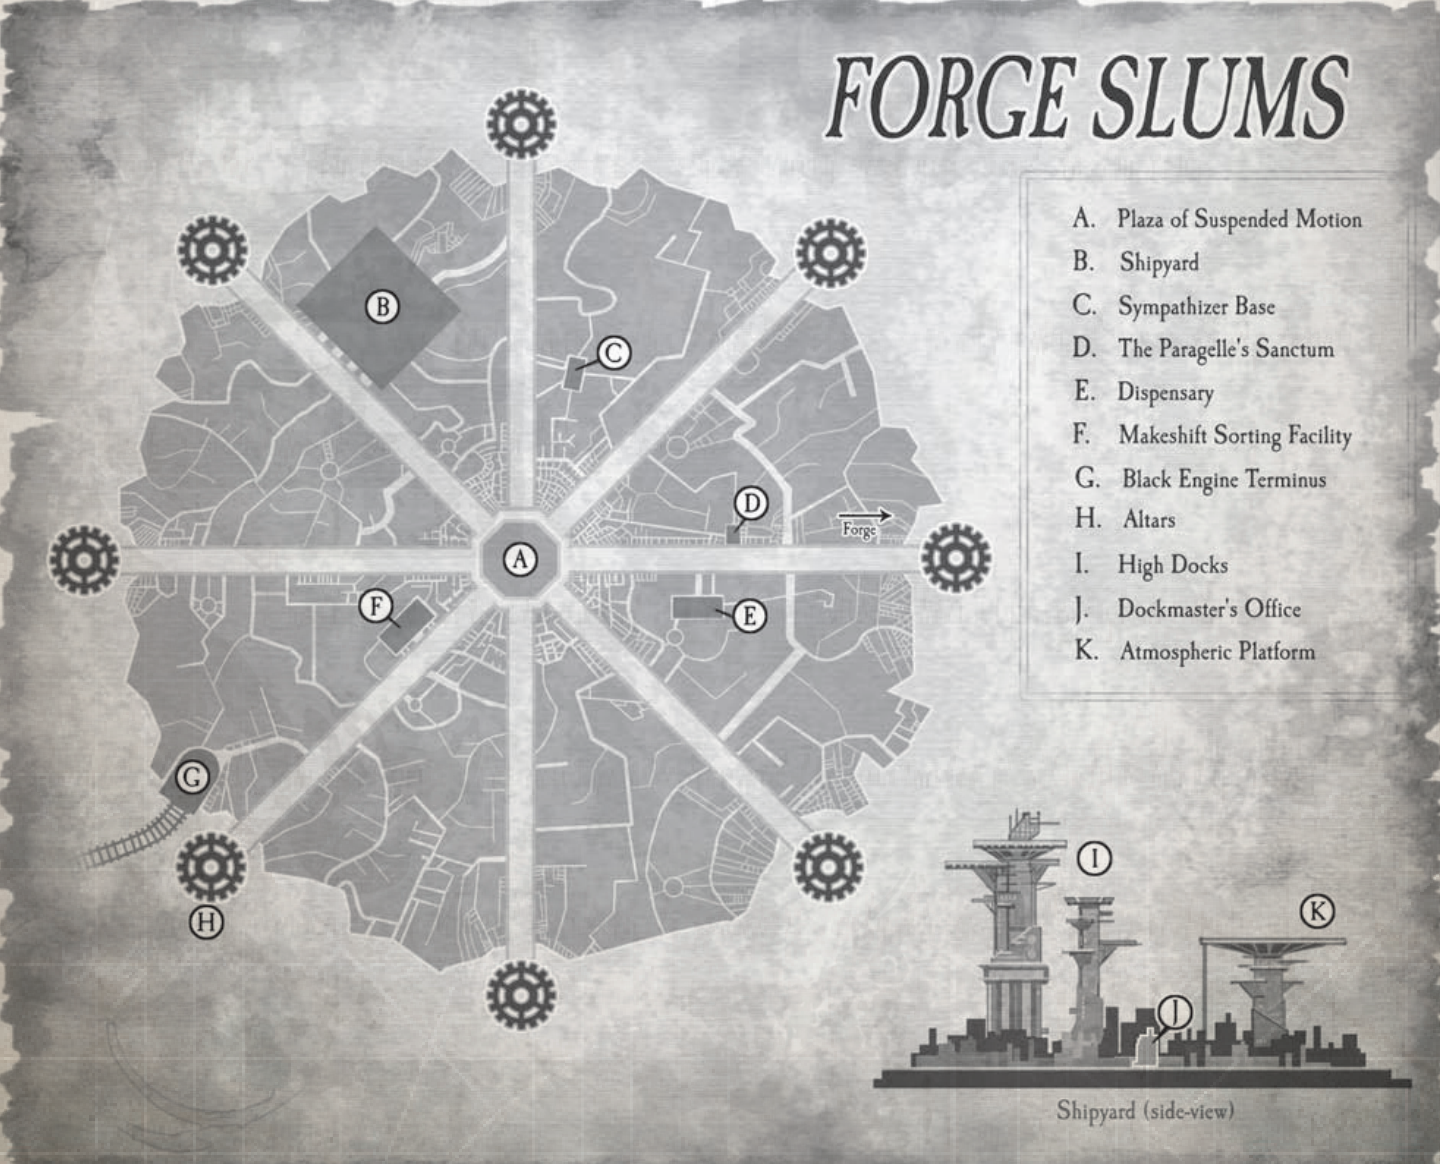 FORGE SLUMS
A. Plaza of Suspended Motion
B. Shipyard
C. Sympathizer Base
D. The Paragelle's Sanctum
E. Dispensary
F. Makeshift Sorting Facility
G. Black Engine Terminus
H. Altars
I. High Docks
J. Dockmaster's Office
K. Atmospheric Platform
B
C
D
Forge
A
F
E
G
H
I
K
J
Shipyard (side-view)